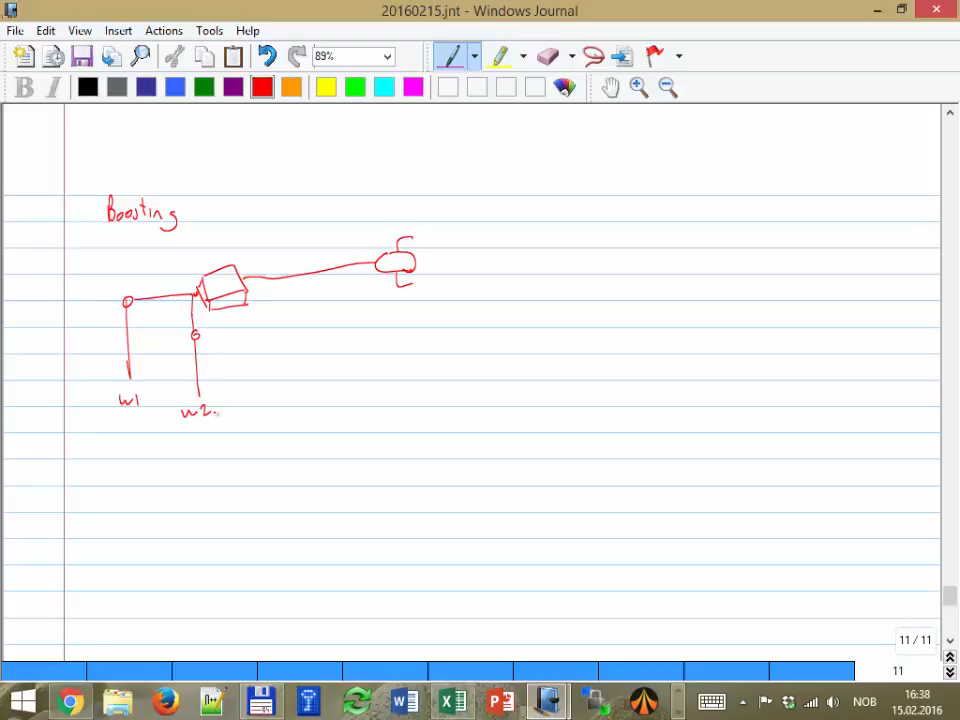 20160215.jnt - Windows Journal
File Edit View Insert Actions Tools Help
89%
B I
Boosting
W1
W2
11 / 11
11
NOB
16:38
15.02.2016